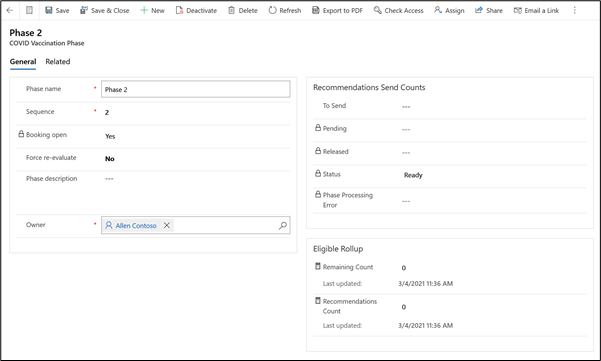 Save Save & Close New Deactivate Delete Refresh Export to PDF Check Access Assign Share Email a Link
Phase 2
COVID Vaccination Phase
General Related
Phase name * Phase 2
Sequence * 2
Booking open Yes
Force re-evaluate No
Phase description ---
Owner * Allen Contoso
Recommendations Send Counts
To Send ---
Pending ---
Released ---
Status Ready
Phase Processing
Error ---
Eligible Rollup
Remaining Count 0
Last updated: 3/4/2021 11:36 AM
Recommendations
Count 0
Last updated: 3/4/2021 11:36 AM